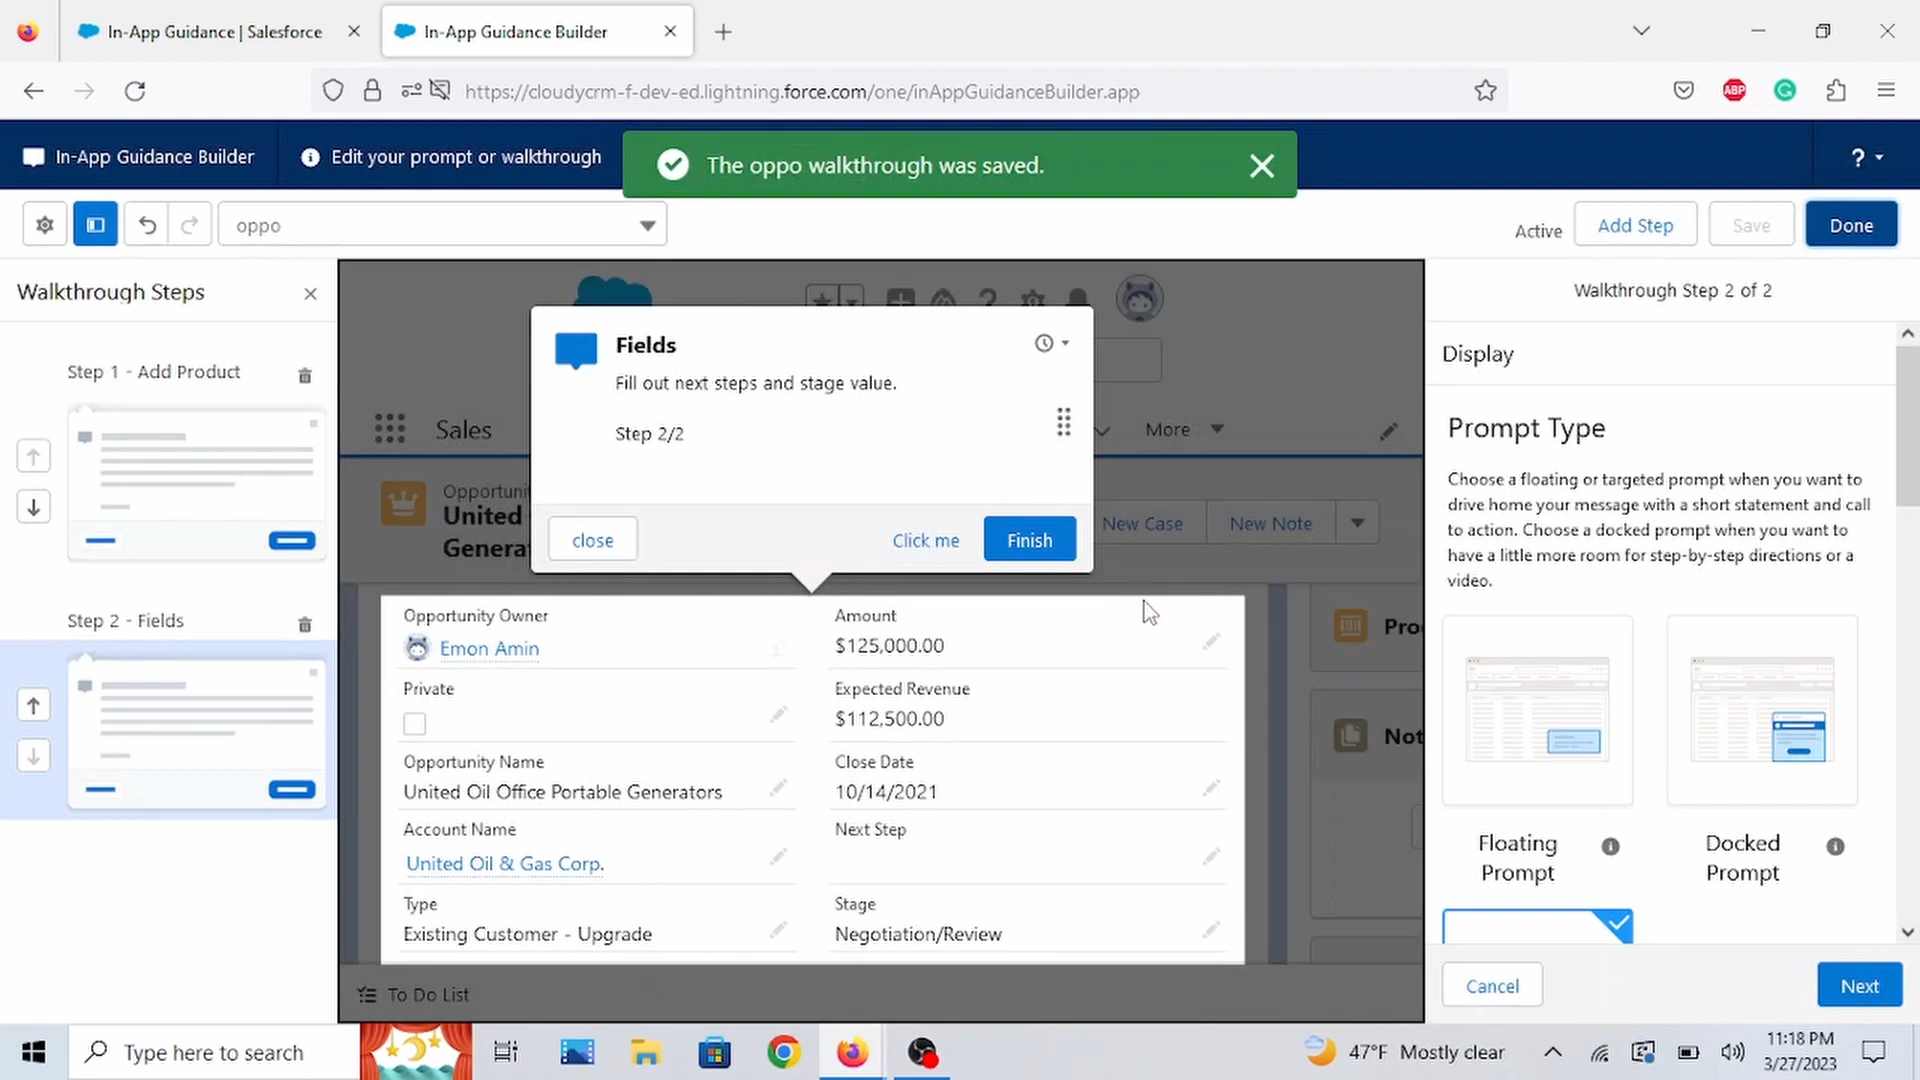 In-App Guidance | Salesforce
In-App Guidance Builder
https://cloudycrm-f-dev-ed.lightning.force.com/one/inAppGuidanceBuilder.app
ABP
In-App Guidance Builder
Edit your prompt or walkthrough
The oppo walkthrough was saved.
?
oppo
Active
Add Step
Save
Done
Walkthrough Steps
Step 1 - Add Product
Step 2 - Fields
Fields
Fill out next steps and stage value.
Step 2/2
close
Click me
Finish
Sales
More
United
New Case
New Note
Opportunity Owner
Emon Amin
Amount
$125,000.00
Private
Expected Revenue
$112,500.00
Opportunity Name
United Oil Office Portable Generators
Close Date
10/14/2021
Account Name
United Oil & Gas Corp.
Next Step
Type
Existing Customer - Upgrade
Stage
Negotiation/Review
To Do List
Walkthrough Step 2 of 2
Display
Prompt Type
Choose a floating or targeted prompt when you want to
drive home your message with a short statement and call
to action. Choose a docked prompt when you want to
have a little more room for step-by-step directions or a
video.
Floating
Prompt
Docked
Prompt
Cancel
Next
Type here to search
47°F Mostly clear
11:18 PM
3/27/2023